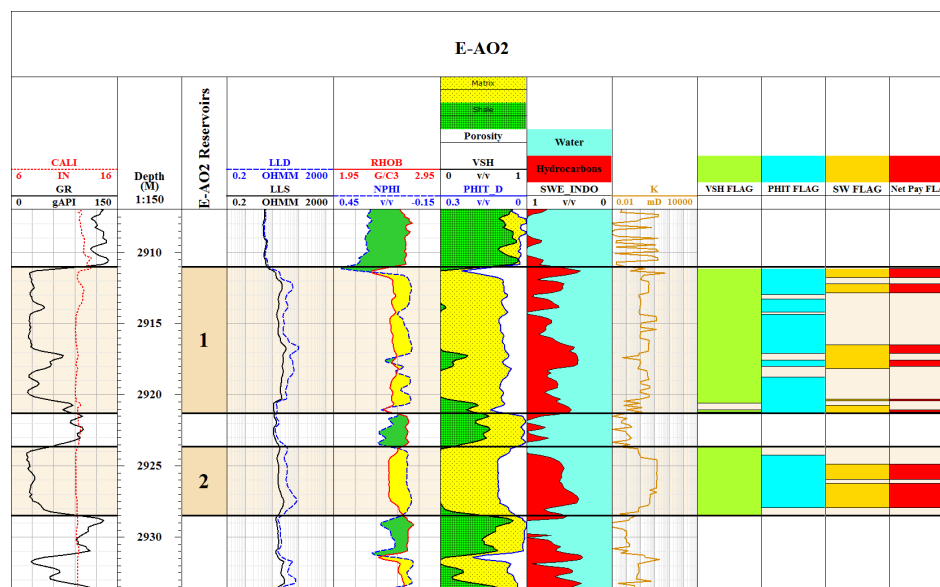 E-AO2
Matrix
Shale
Porosity
Water
CALI
LLD
RHOB
VSH
Hydrocarbons
6 IN 16
0.2 OHMM 2000
1.95 G/C3 2.95
0 v/v 1
GR
Depth
(M)
1:150
E-AO2 Reservoirs
LLS
NPHI
PHIT_D
SWE_INDO
K
VSH FLAG
PHIT FLAG
SW FLAG
Net Pay FLA
0 gAPI 150
0.2 OHMM 2000
0.45 v/v -0.15
0.3 v/v 0
1 v/v 0
0.01 mD 10000
2910
2915
1
2920
2925
2
2930